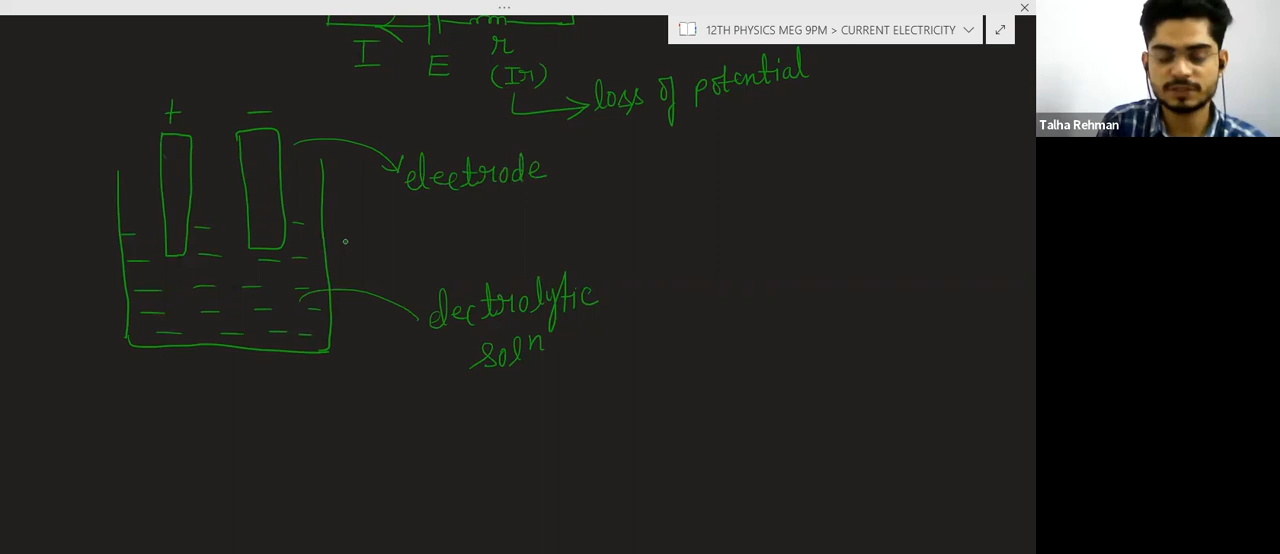 12TH PHYSICS MEG 9PM > CURRENT ELECTRICITY
I
E
r
(Ir)
loss of potential
Talha Rehman
+
−
electrode
electrolytic
solⁿ